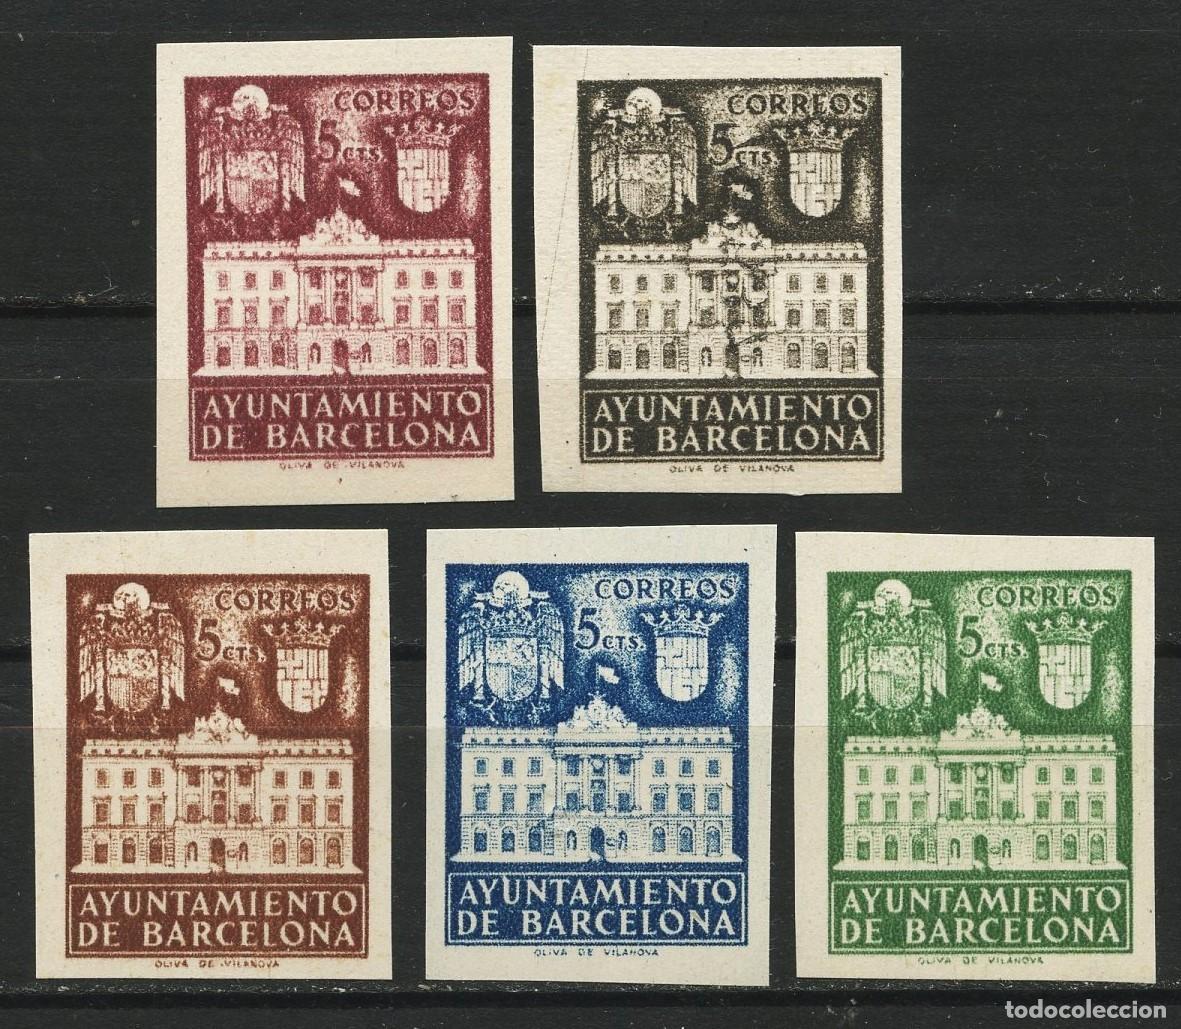 CORREOS
5 CTS.
AYUNTAMIENTO
DE BARCELONA
OLIVA DE VILANOVA
CORREOS
5 CTS.
AYUNTAMIENTO
DE BARCELONA
OLIVA DE VILANOVA
CORREOS
5 CTS.
AYUNTAMIENTO
DE BARCELONA
OLIVA DE VILANOVA
CORREOS
5 CTS.
AYUNTAMIENTO
DE BARCELONA
OLIVA DE VILANOVA
CORREOS
5 CTS.
AYUNTAMIENTO
DE BARCELONA
OLIVA DE VILANOVA
todocoleccion